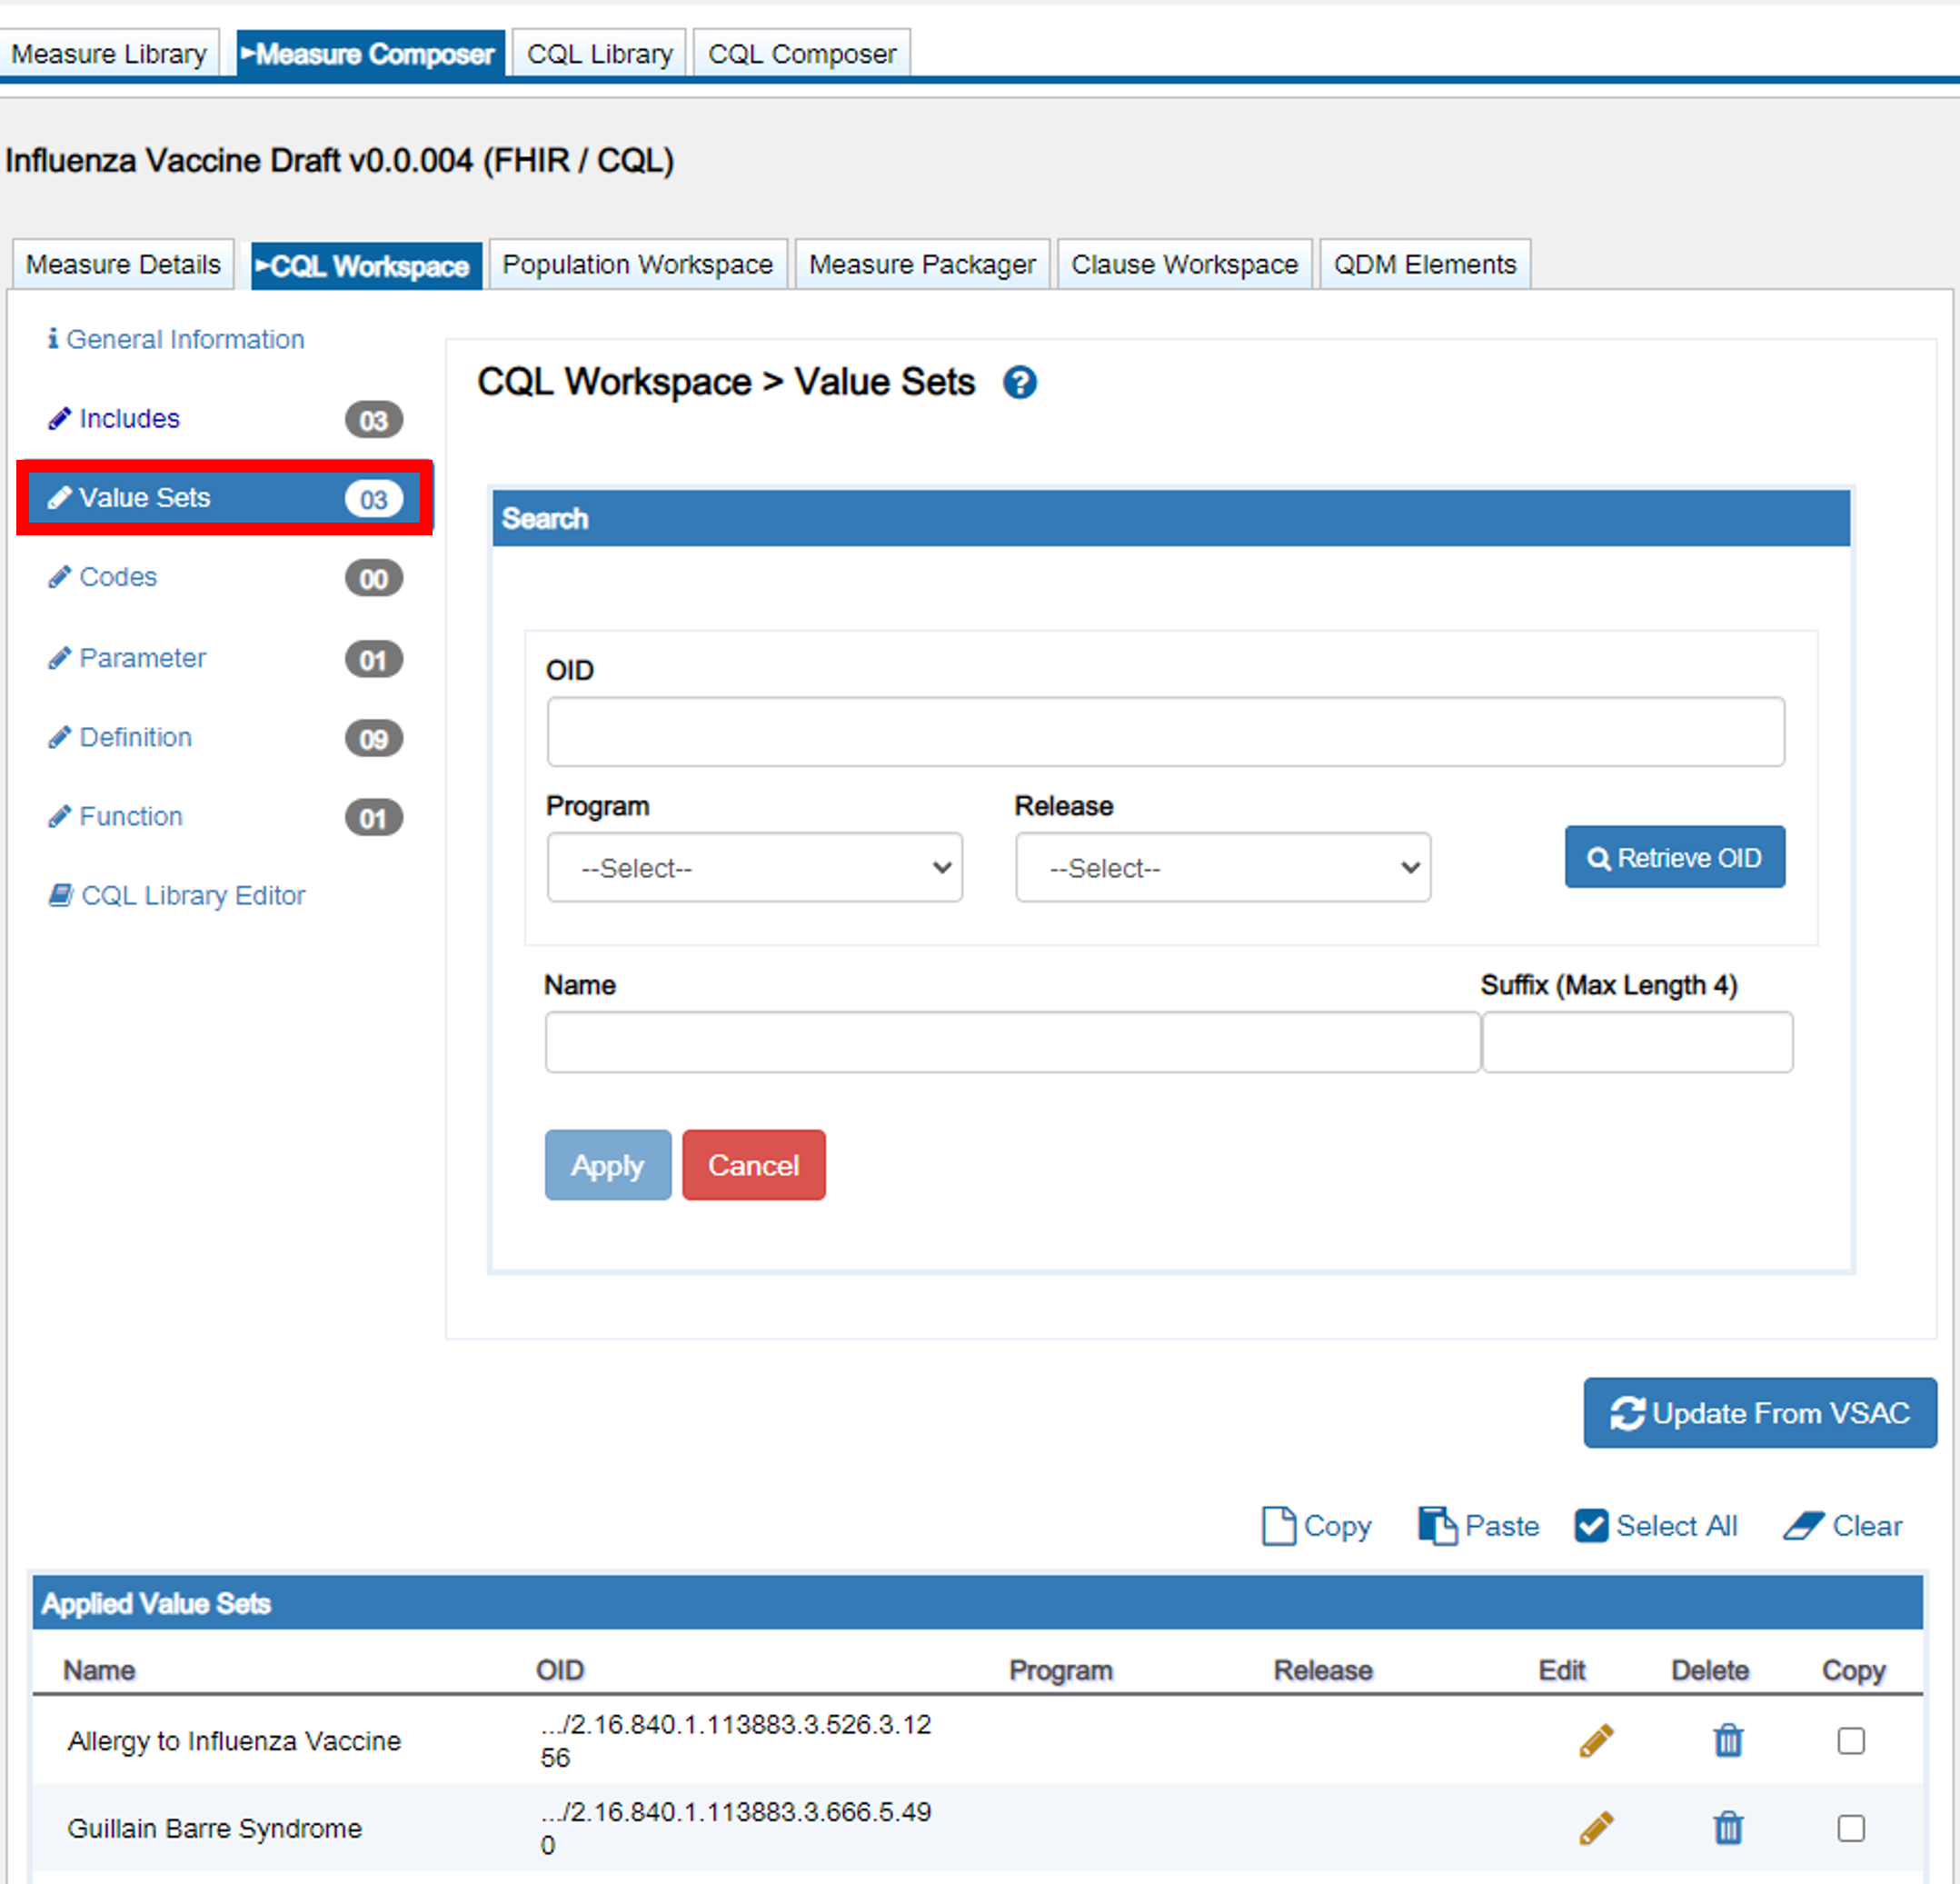 Measure Library ►Measure Composer CQL Library CQL Composer
Influenza Vaccine Draft v0.0.004 (FHIR / CQL)
Measure Details ►CQL Workspace Population Workspace Measure Packager Clause Workspace QDM Elements
General Information
Includes 03
Value Sets 03
Codes 00
Parameter 01
Definition 09
Function 01
CQL Library Editor
CQL Workspace > Value Sets ?
Search
OID
Program Release
--Select-- --Select-- Retrieve OID
Name Suffix (Max Length 4)
Apply Cancel
Update From VSAC
Copy Paste Select All Clear
Applied Value Sets
Name OID Program Release Edit Delete Copy
Allergy to Influenza Vaccine .../2.16.840.1.113883.3.526.3.12
56
Guillain Barre Syndrome .../2.16.840.1.113883.3.666.5.49
0